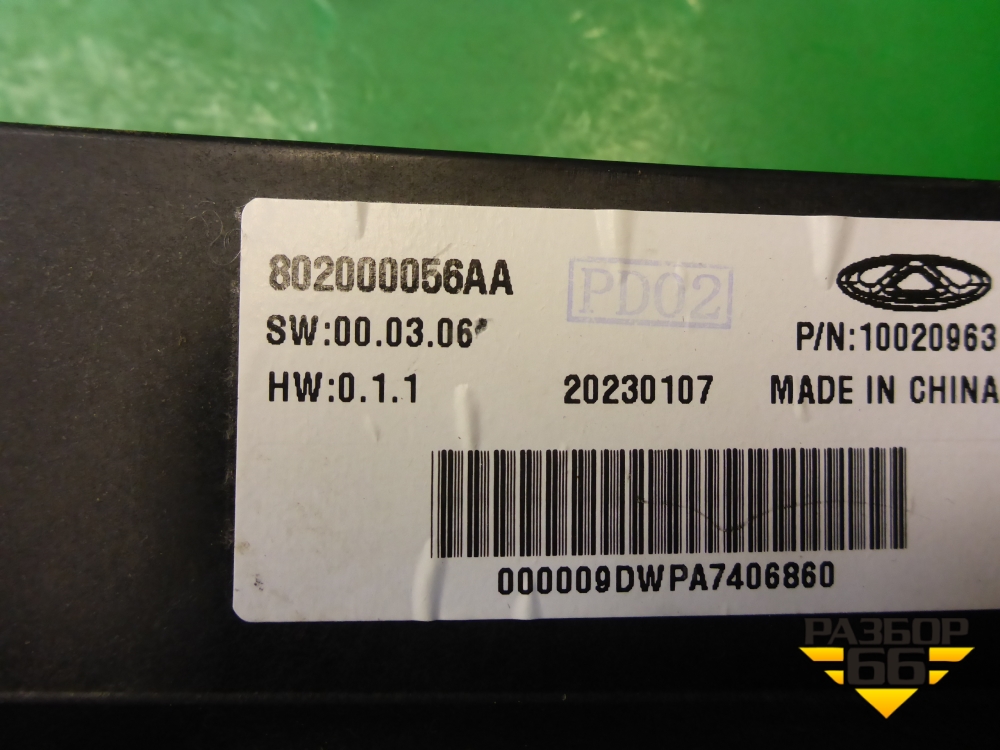 802000056AA
PD02
SW:00.03.06
P/N:10020963
HW:0.1.1
20230107
MADE IN CHINA
000009DWPA7406860
РАЗБОР
66